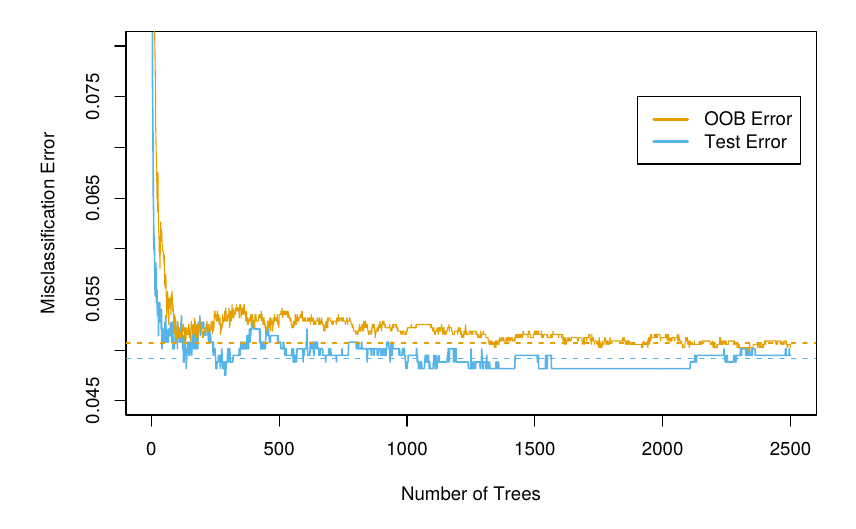 0.075
0.065
0.055
0.045
Misclassification Error
OOB Error
Test Error
0 500 1000 1500 2000 2500
Number of Trees